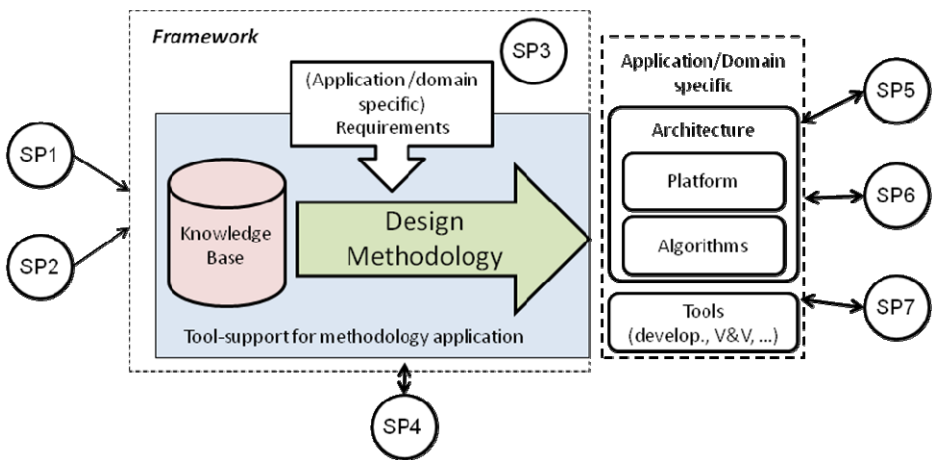 Framework
SP3
(Application/domain
specific)
Requirements
Application/Domain
specific
SP5
Architecture
SP1
Platform
SP6
Knowledge
Base
Design
Methodology
Algorithms
SP2
Tools
(develop., V&V, ...)
SP7
Tool-support for methodology application
SP4